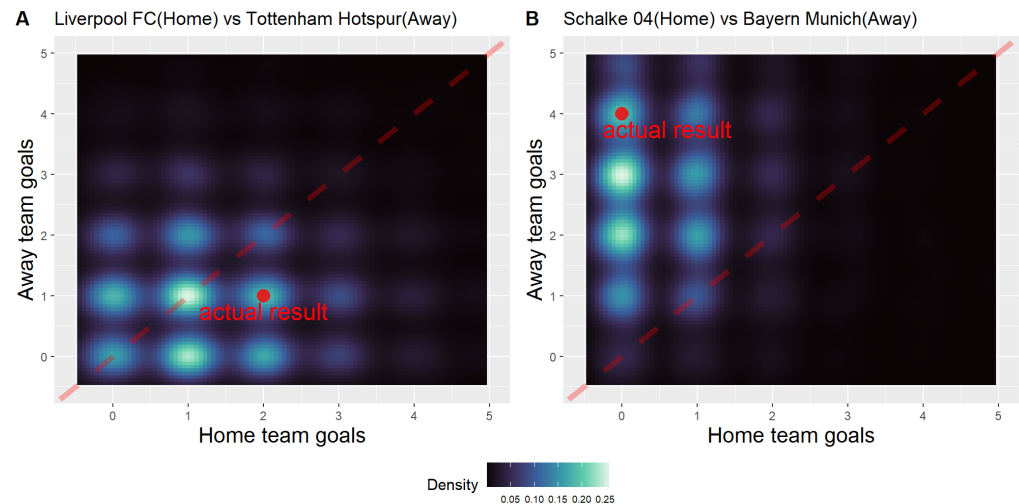 A Liverpool FC(Home) vs Tottenham Hotspur(Away)
5
4
3
2
1
0
Away team goals
actual result
0 1 2 3 4 5
Home team goals
B Schalke 04(Home) vs Bayern Munich(Away)
5
4
3
2
1
0
Away team goals
actual result
0 1 2 3 4 5
Home team goals
Density
0.05 0.10 0.15 0.20 0.25